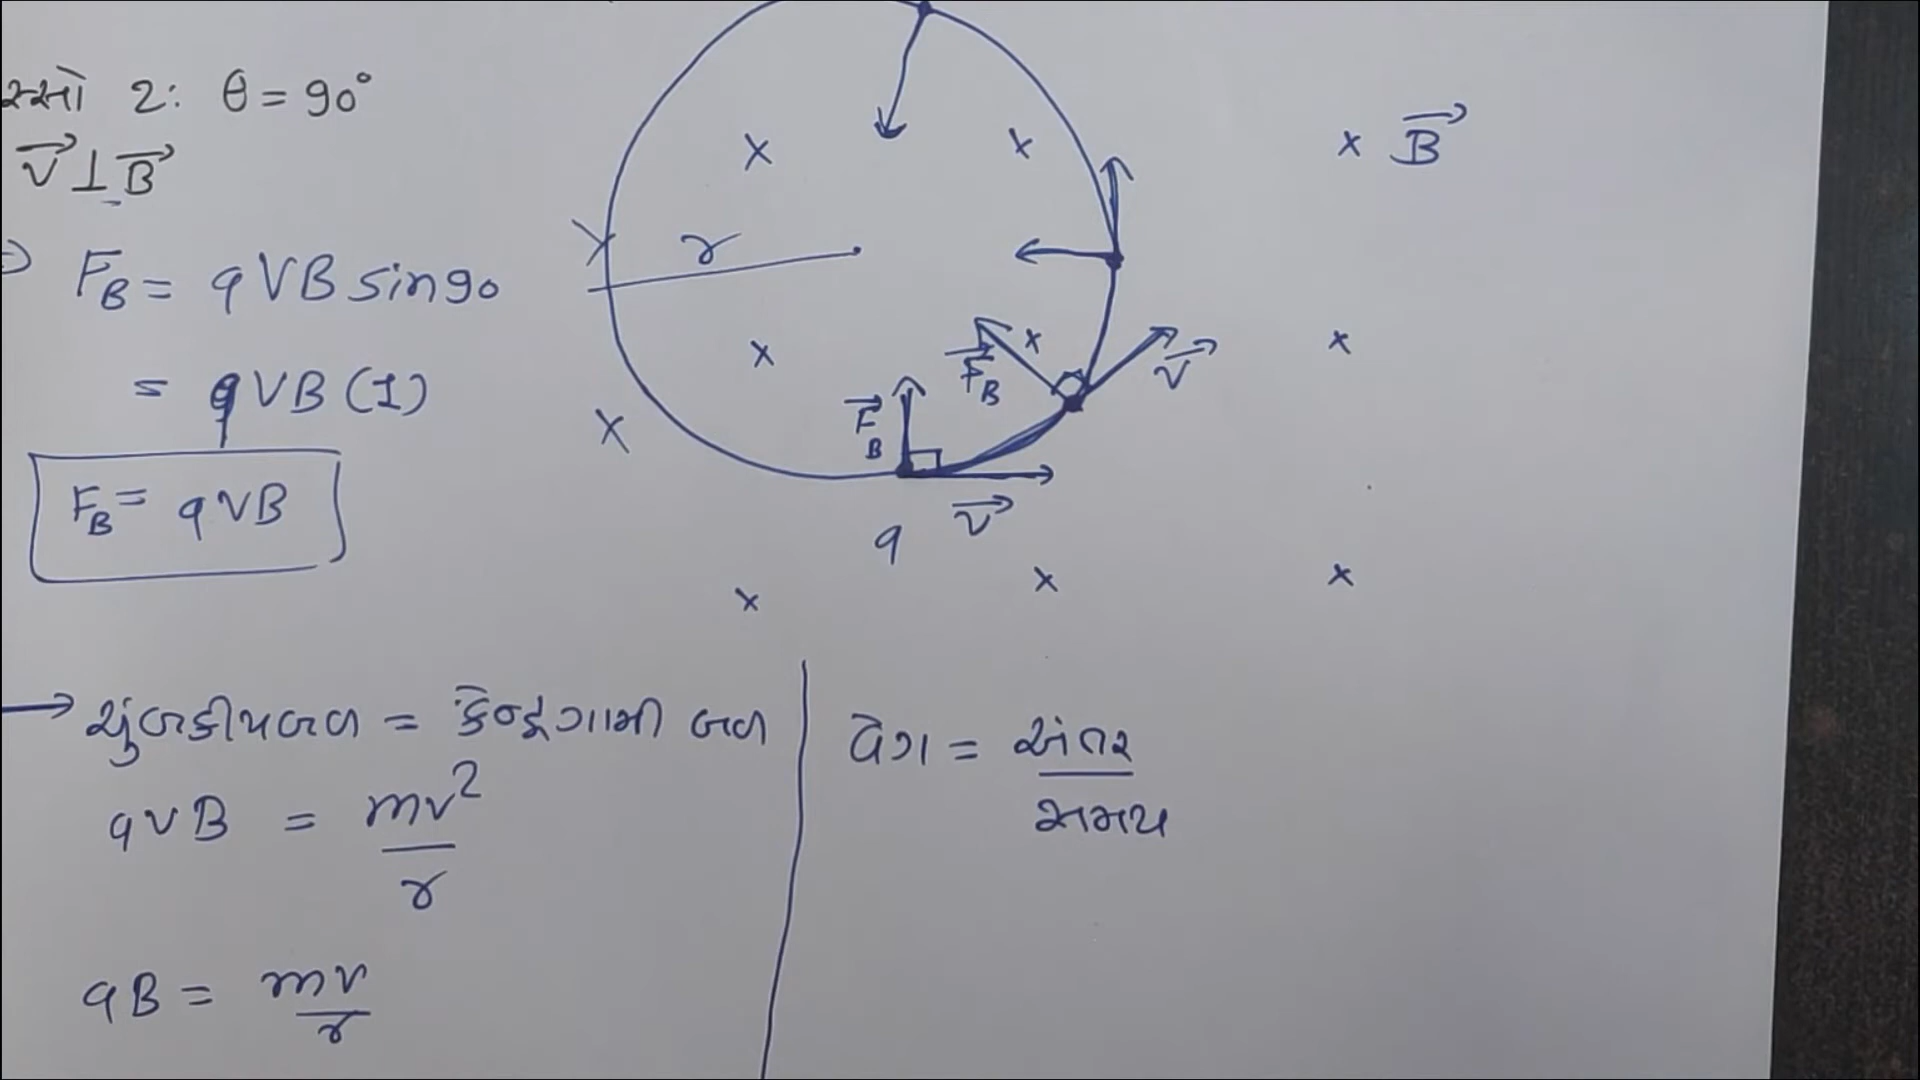 સ્સો 2: θ = 90°
v⃗ ⊥ B⃗
⇒ F_B = qVB sin90
= qVB (1)
F_B = qVB
r
× B⃗
F⃗_B
v⃗
F⃗_B
v⃗
q
→ ચુંબકીયબળ = કેન્દ્રગામી બળ
qvB = mv²/r
qB = mv/r
વેગ = અંતર/સમય